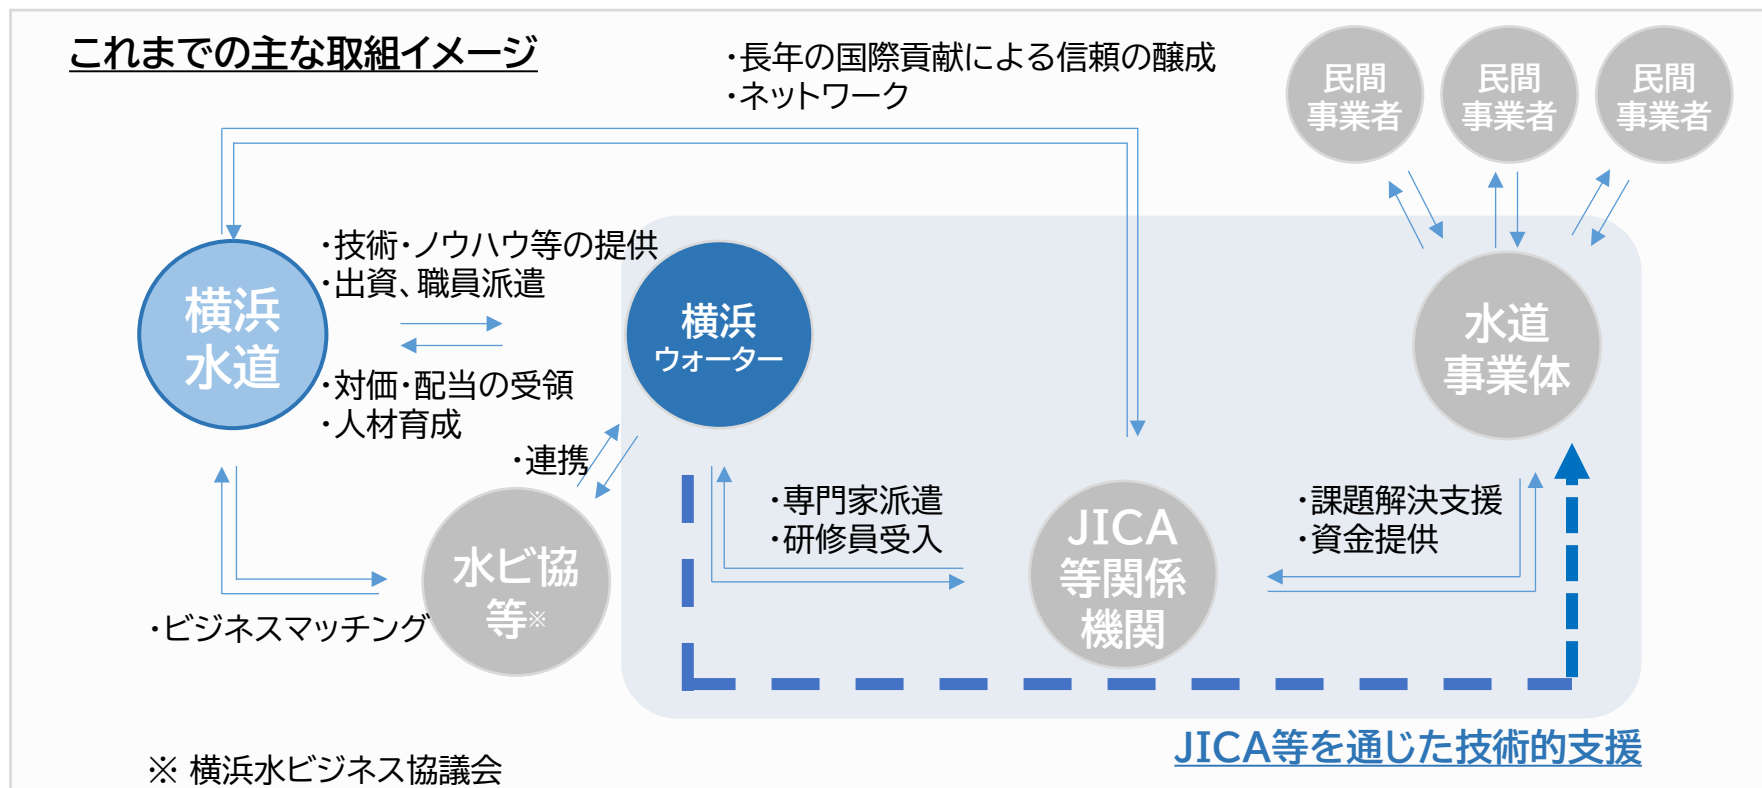 これまでの主な取組イメージ
・長年の国際貢献による信頼の醸成
・ネットワーク
民間
事業者
民間
事業者
民間
事業者
・技術・ノウハウ等の提供
・出資、職員派遣
横浜
水道
横浜
ウォーター
水道
事業体
・対価・配当の受領
・人材育成
・連携
・専門家派遣
・研修員受入
JICA
等関係
機関
・課題解決支援
・資金提供
水ビ協
等※
・ビジネスマッチング
JICA等を通じた技術的支援
※ 横浜水ビジネス協議会